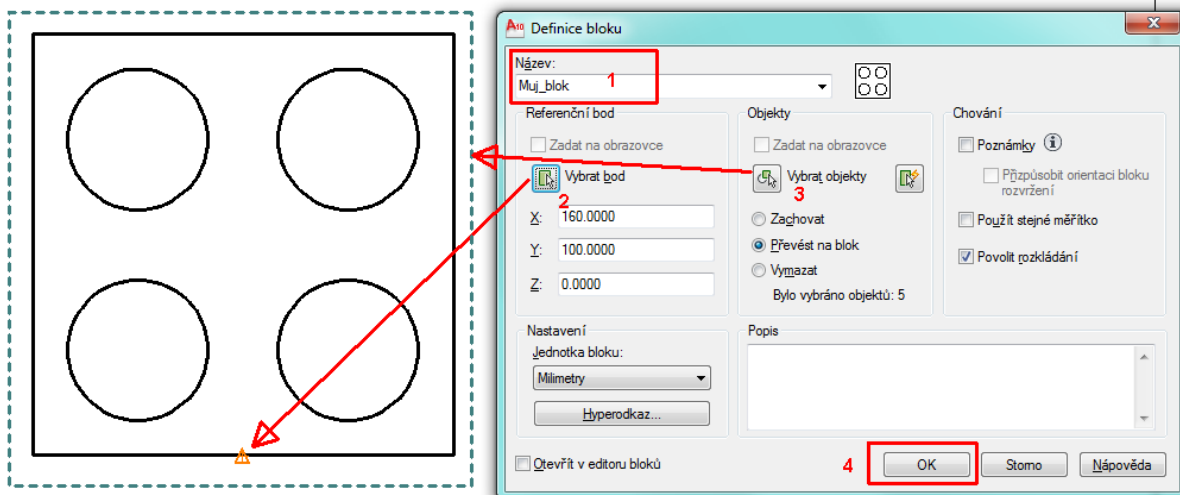 A10 Definice bloku
Název:
Muj_blok
1
Referenční bod
Zadat na obrazovce
Vybrat bod
2
X: 160.0000
Y: 100.0000
Z: 0.0000
Objekty
Zadat na obrazovce
Vybrat objekty
3
Zachovat
Převést na blok
Vymazat
Bylo vybráno objektů: 5
Chování
Poznámky
Přizpůsobit orientaci bloku
rozvržení
Použít stejné měřítko
Povolit rozkládání
Nastavení
Jednotka bloku:
Milimetry
Hyperodkaz...
Popis
Otevřít v editoru bloků
4
OK
Storno
Nápověda